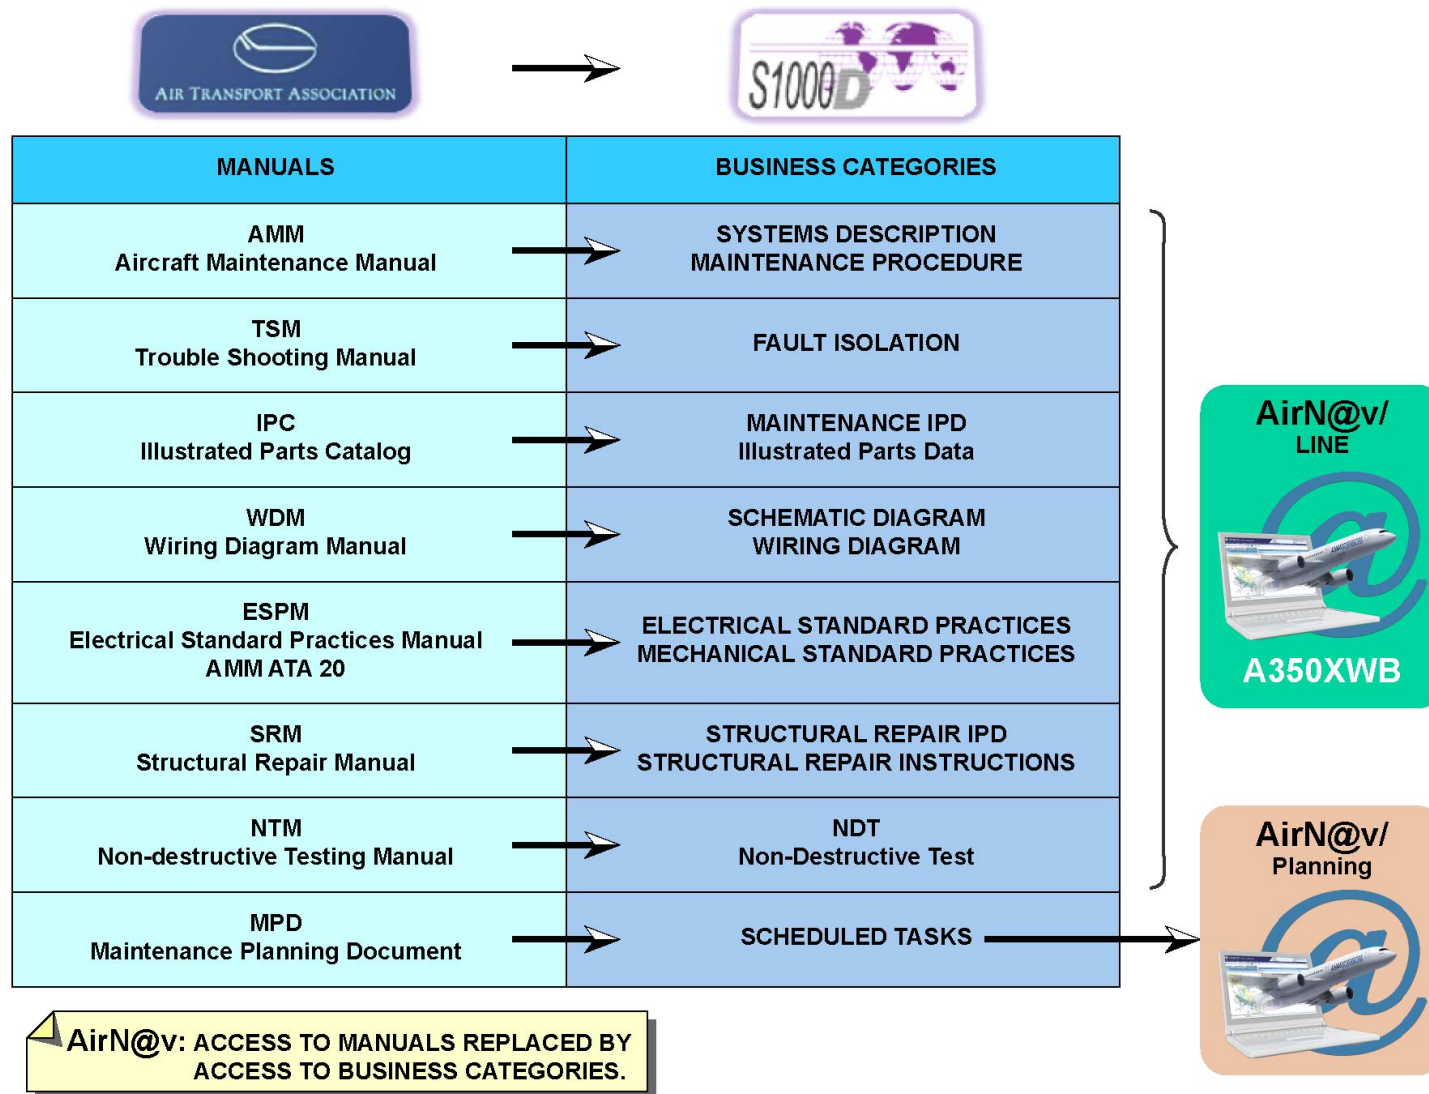 AIR TRANSPORT ASSOCIATION
S1000D
MANUALS
BUSINESS CATEGORIES
AMM
Aircraft Maintenance Manual
SYSTEMS DESCRIPTION
MAINTENANCE PROCEDURE
TSM
Trouble Shooting Manual
FAULT ISOLATION
IPC
Illustrated Parts Catalog
MAINTENANCE IPD
Illustrated Parts Data
WDM
Wiring Diagram Manual
SCHEMATIC DIAGRAM
WIRING DIAGRAM
ESPM
Electrical Standard Practices Manual
AMM ATA 20
ELECTRICAL STANDARD PRACTICES
MECHANICAL STANDARD PRACTICES
SRM
Structural Repair Manual
STRUCTURAL REPAIR IPD
STRUCTURAL REPAIR INSTRUCTIONS
NTM
Non-destructive Testing Manual
NDT
Non-Destructive Test
MPD
Maintenance Planning Document
SCHEDULED TASKS
AirN@v/
LINE
A350XWB
AirN@v/
Planning
AirN@v: ACCESS TO MANUALS REPLACED BY
ACCESS TO BUSINESS CATEGORIES.